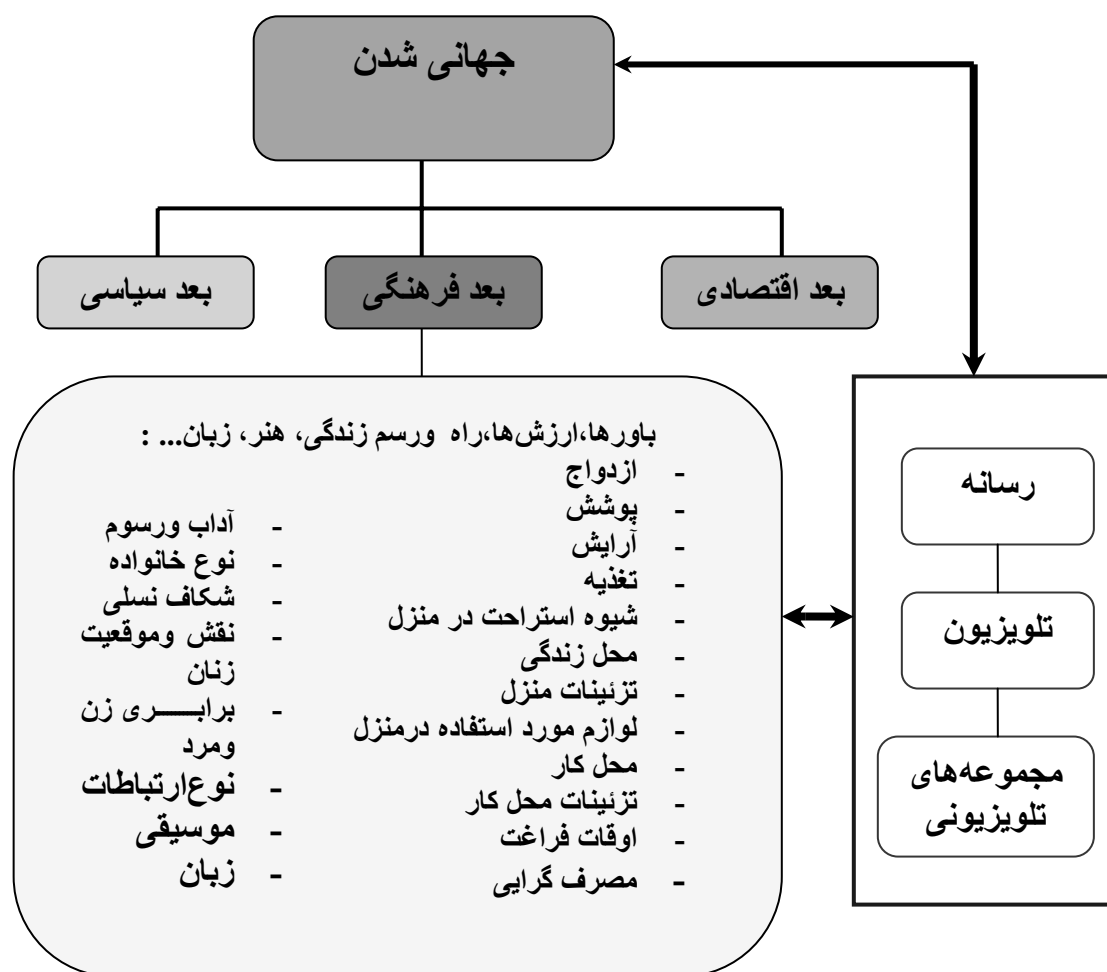 جهانی شدن
بعد اقتصادی
بعد فرهنگی
بعد سیاسی
باورها،ارزش‌ها،راه ورسم زندگی، هنر، زبان... :
- ازدواج
- پوشش
- آرایش
- تغذیه
- شیوه استراحت در منزل
- محل زندگی
- تزئینات منزل
- لوازم مورد استفاده درمنزل
- محل کار
- تزئینات محل کار
- اوقات فراغت
- مصرف گرایی
- آداب ورسوم
- نوع خانواده
- شکاف نسلی
- نقش وموقعیت
زنان
- برابــــری زن
ومرد
- نوع‌ارتباطات
- موسیقی
- زبان
رسانه
تلویزیون
مجموعه‌های
تلویزیونی